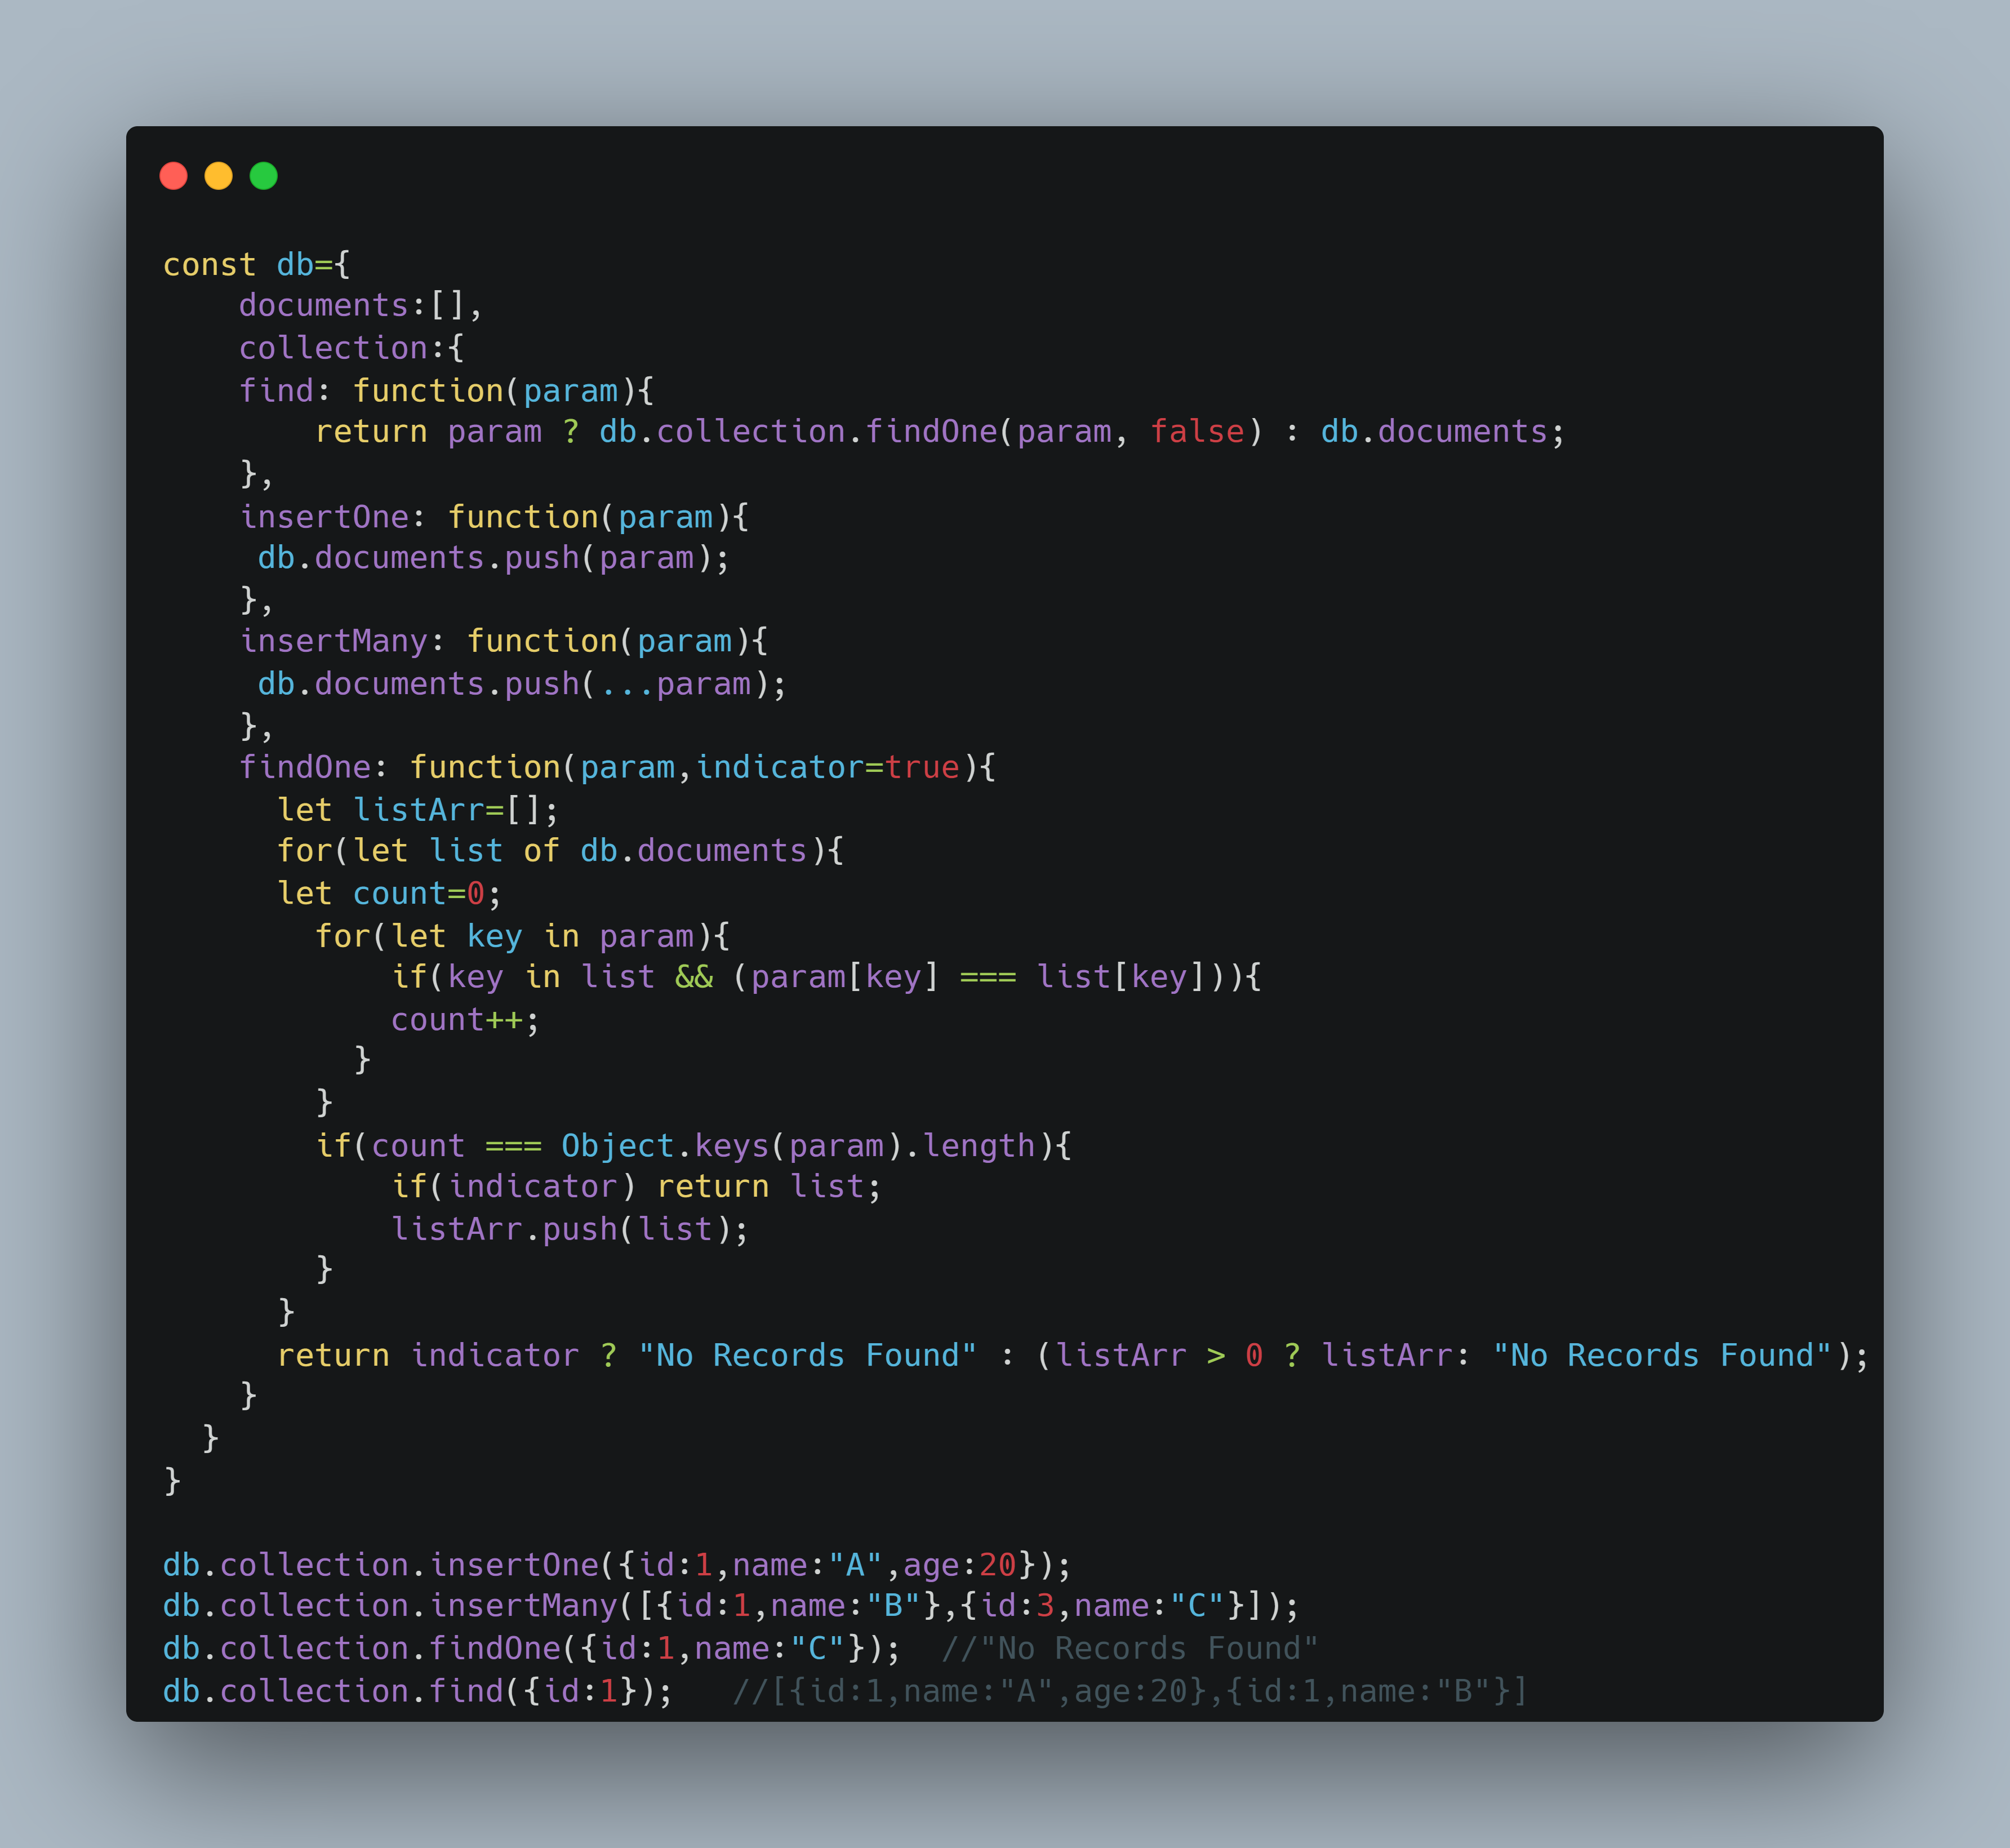 const db={
    documents:[],
    collection:{
    find: function(param){
        return param ? db.collection.findOne(param, false) : db.documents;
    },
    insertOne: function(param){
     db.documents.push(param);
    },
    insertMany: function(param){
     db.documents.push(...param);
    },
    findOne: function(param,indicator=true){
      let listArr=[];
      for(let list of db.documents){
      let count=0;
        for(let key in param){
            if(key in list && (param[key] === list[key])){
            count++;
          }
        }
        if(count === Object.keys(param).length){
            if(indicator) return list;
            listArr.push(list);
        }
      }
      return indicator ? "No Records Found" : (listArr > 0 ? listArr: "No Records Found");
    }
  }
}

db.collection.insertOne({id:1,name:"A",age:20});
db.collection.insertMany([{id:1,name:"B"},{id:3,name:"C"}]);
db.collection.findOne({id:1,name:"C"});  //"No Records Found"
db.collection.find({id:1});   //[{id:1,name:"A",age:20},{id:1,name:"B"}]